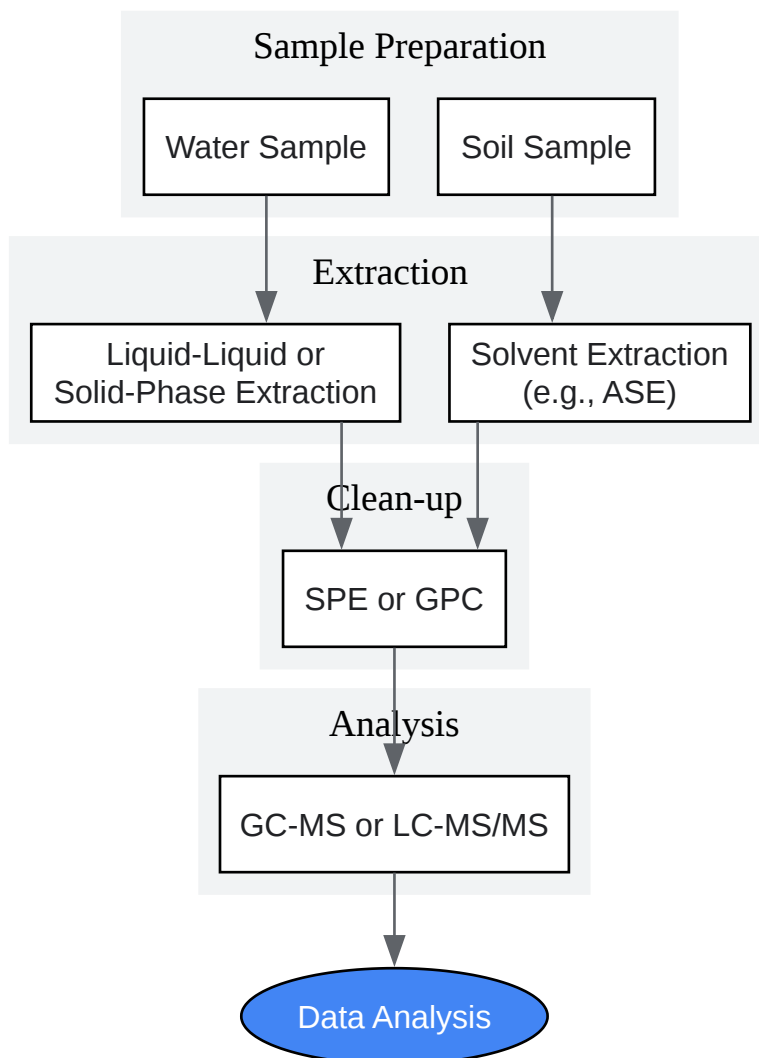 Sample Preparation
Water Sample
Soil Sample
Extraction
Liquid-Liquid or
Solid-Phase Extraction
Solvent Extraction
(e.g., ASE)
Clean-up
SPE or GPC
Analysis
GC-MS or LC-MS/MS
Data Analysis